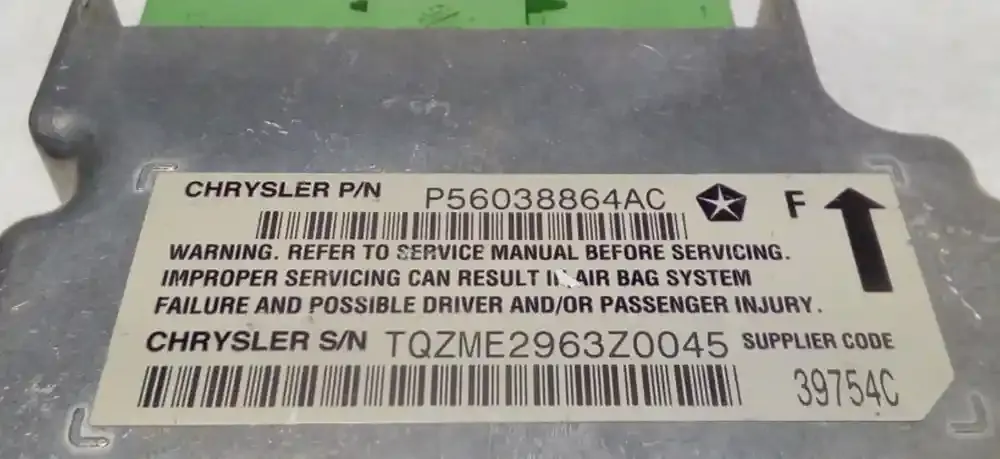 CHRYSLER P/N P56038864AC F
WARNING. REFER TO SERVICE MANUAL BEFORE SERVICING.
IMPROPER SERVICING CAN RESULT IN AIR BAG SYSTEM
FAILURE AND POSSIBLE DRIVER AND/OR PASSENGER INJURY.
CHRYSLER S/N TQZME2963Z0045 SUPPLIER CODE
39754C